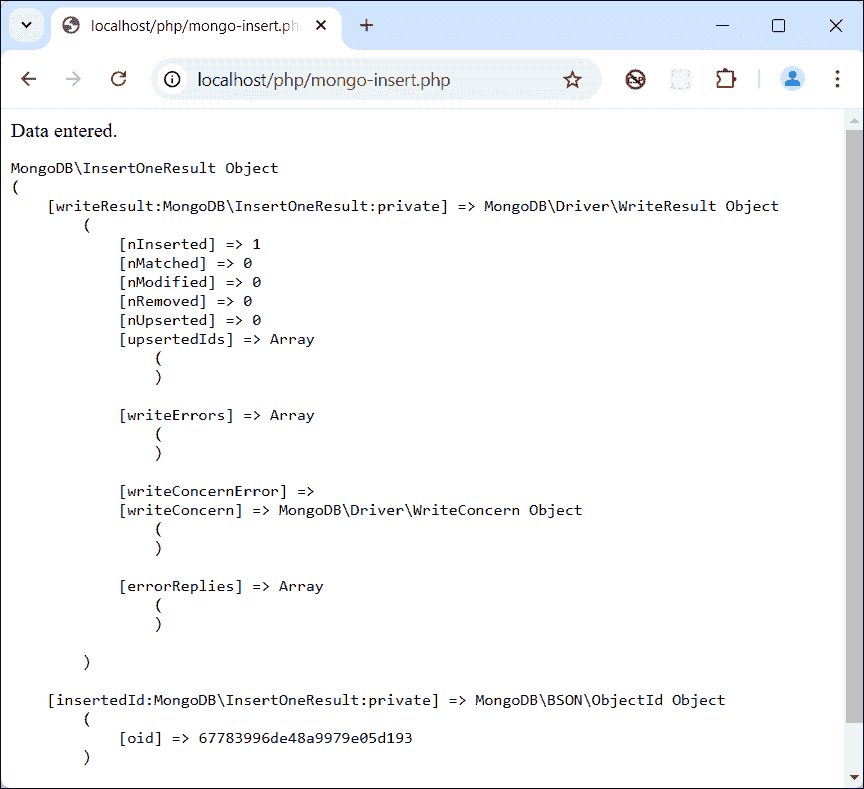 localhost/php/mongo-insert.ph
localhost/php/mongo-insert.php
Data entered.
MongoDB\InsertOneResult Object
(
    [writeResult:MongoDB\InsertOneResult:private] => MongoDB\Driver\WriteResult Object
        (
            [nInserted] => 1
            [nMatched] => 0
            [nModified] => 0
            [nRemoved] => 0
            [nUpserted] => 0
            [upsertedIds] => Array
                (
                )
            [writeErrors] => Array
                (
                )
            [writeConcernError] =>
            [writeConcern] => MongoDB\Driver\WriteConcern Object
                (
                )
            [errorReplies] => Array
                (
                )
        )
    [insertedId:MongoDB\InsertOneResult:private] => MongoDB\BSON\ObjectId Object
        (
            [oid] => 67783996de48a9979e05d193
        )